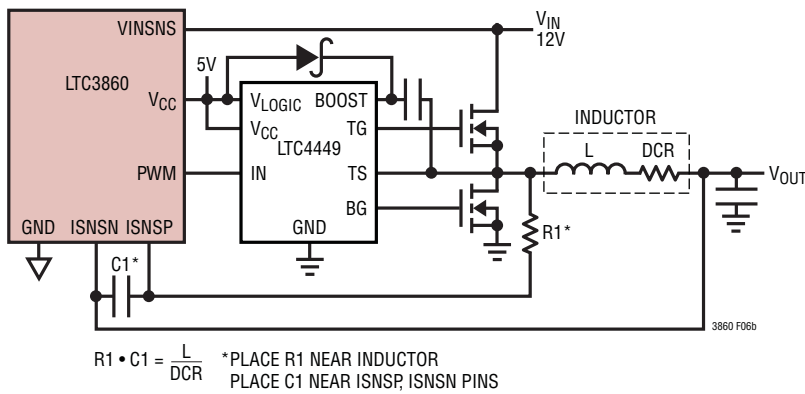 VINSNS
VIN
12V
5V
LTC3860
VCC
VLOGIC
BOOST
INDUCTOR
VCC
TG
L
DCR
LTC4449
PWM
IN
TS
VOUT
BG
GND
ISNSN
ISNSP
GND
R1*
C1*
3860 F06b
R1 • C1 = L
DCR
*PLACE R1 NEAR INDUCTOR
PLACE C1 NEAR ISNSP, ISNSN PINS